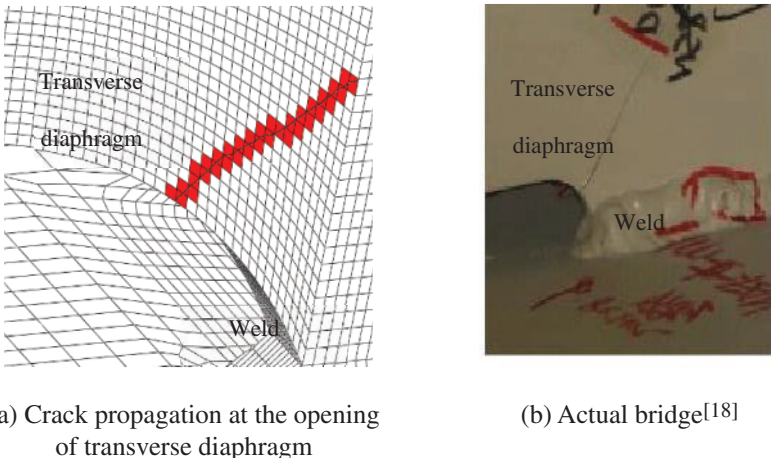 Transverse
diaphragm
Weld
Transverse
diaphragm
Weld
a) Crack propagation at the opening
of transverse diaphragm
(b) Actual bridge[18]